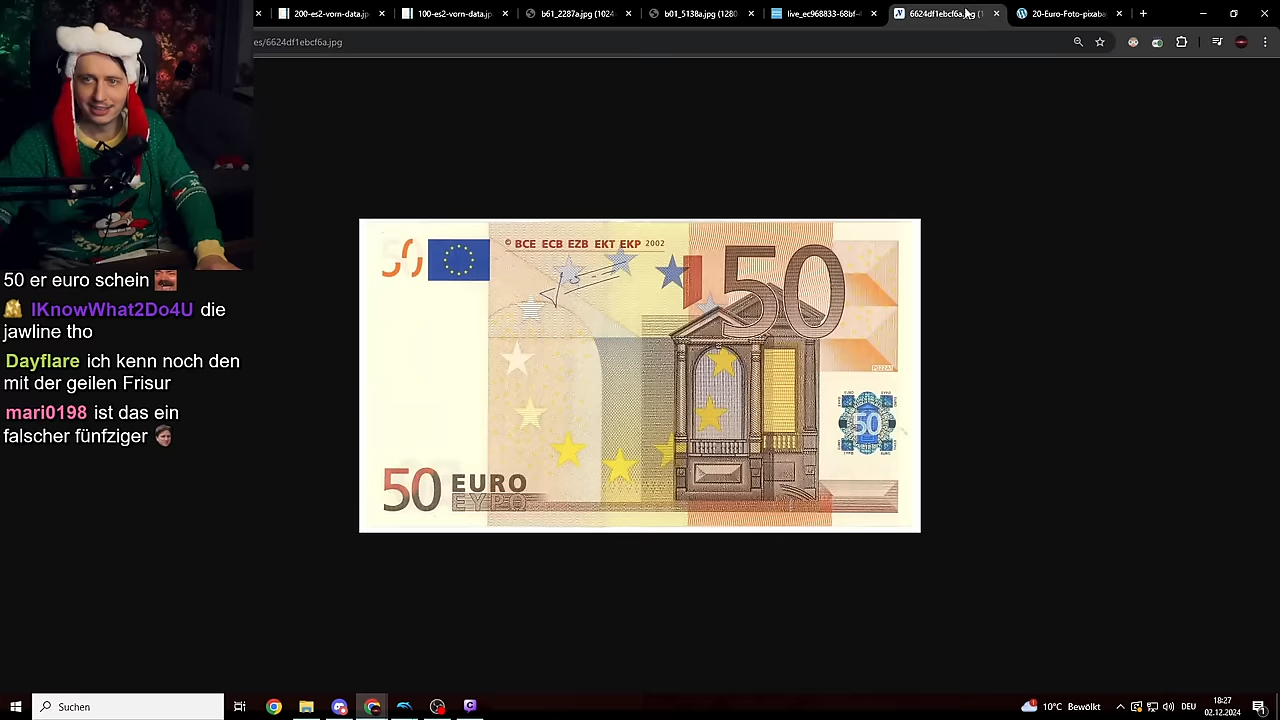 200-es2-vorn-data.jp
100-es2-vorn-data.jp
b61_2287a.jpg (1024
b01_5138a.jpg (1280
live_ec968833-68bf-
6624df1ebcf6a.jpg (1
20-Euro-Foto-pixaba
es/6624df1ebcf6a.jpg
50 er euro schein
IKnowWhat2Do4U die
jawline tho
Dayflare ich kenn noch den
mit der geilen Frisur
mari0198 ist das ein
falscher fünfziger
© BCE ECB EZB EKT EKP 2002
50
50
50 EURO
ΕΥΡΩ
Suchen
10°C Bewölkt
DEU
18:27
02.12.2024